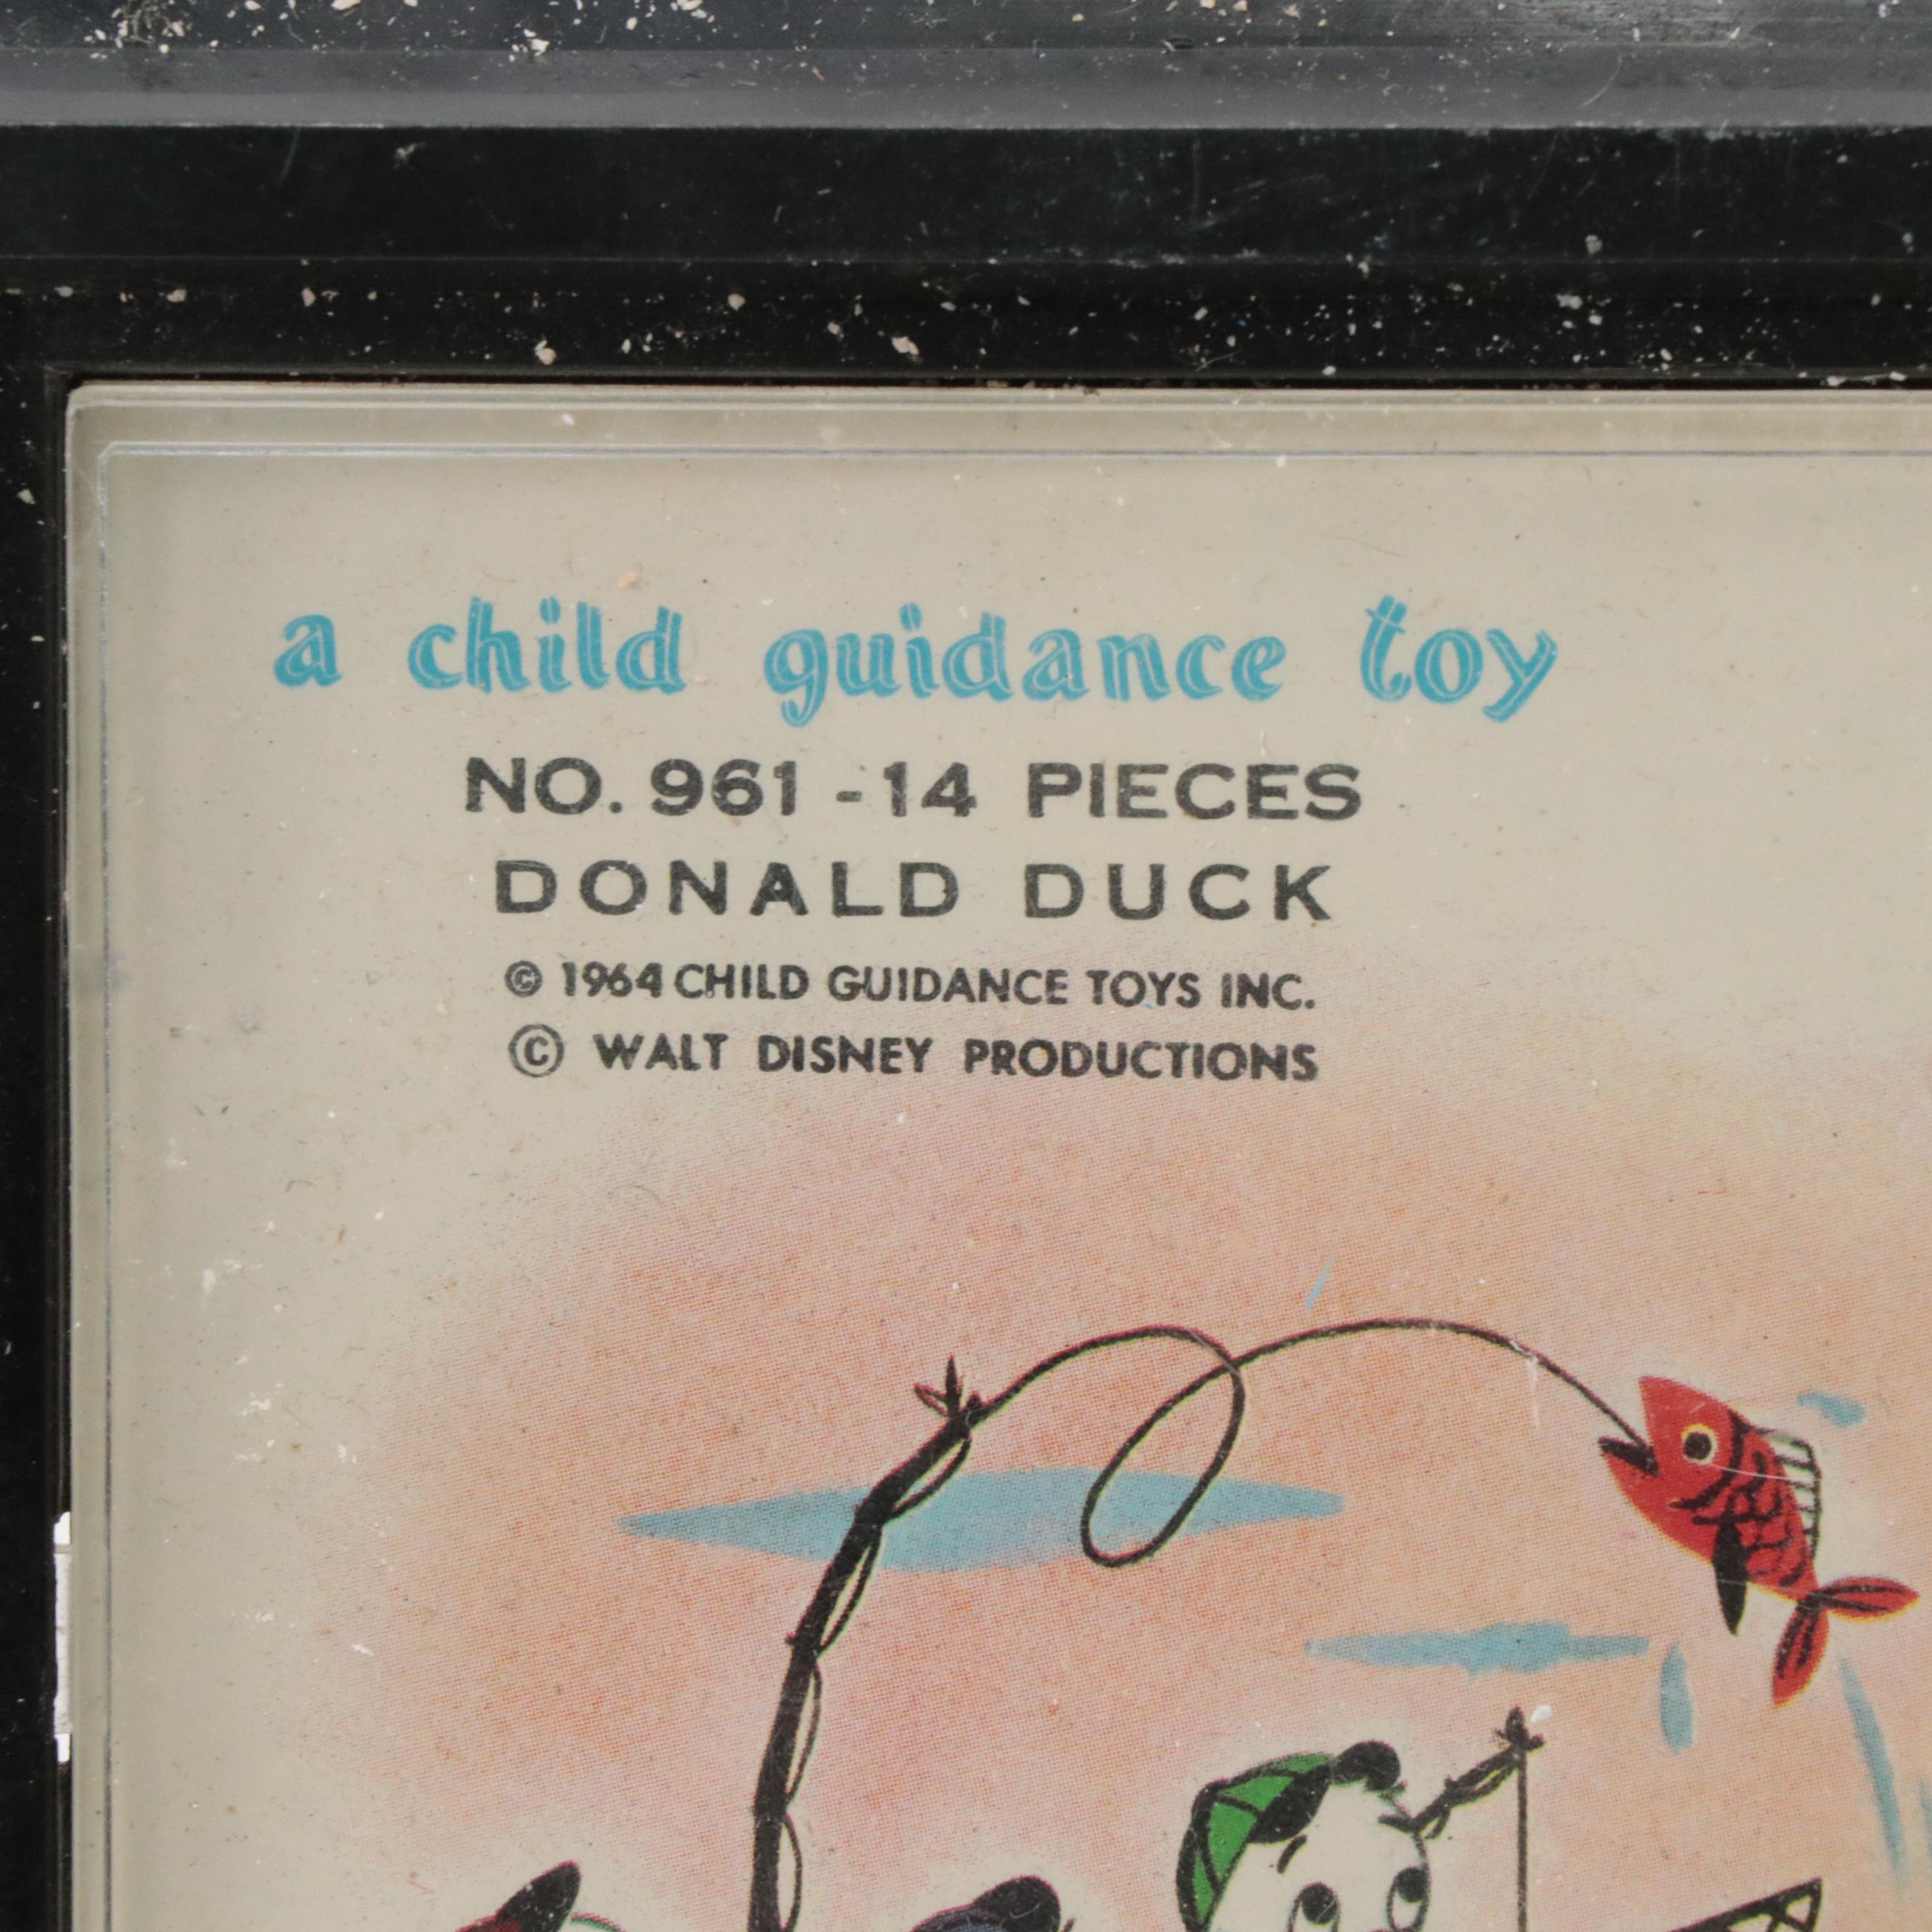 a child guidance toy
NO. 961 - 14 PIECES
DONALD DUCK
© 1964 CHILD GUIDANCE TOYS INC.
© WALT DISNEY PRODUCTIONS